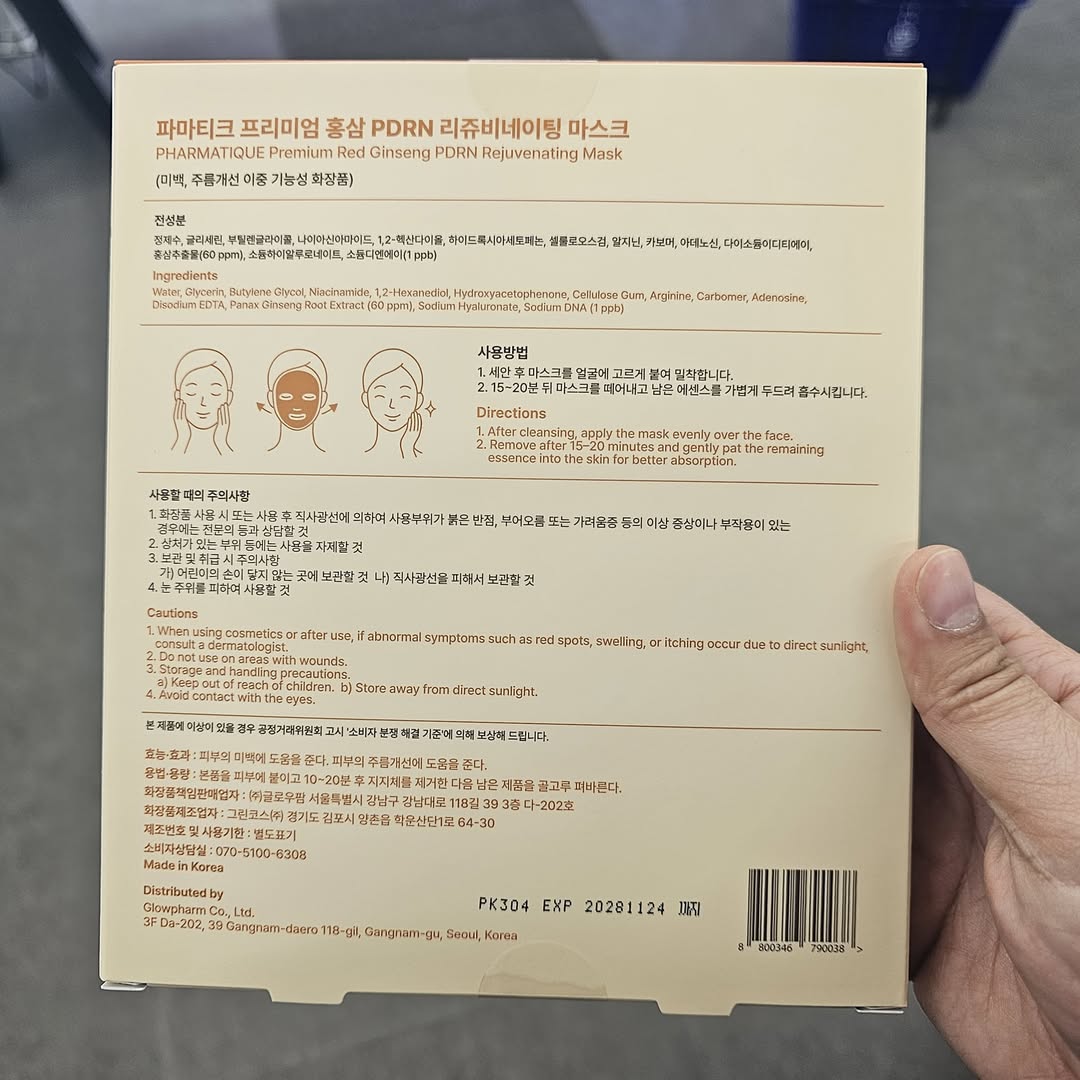 파마티크 프리미엄 홍삼 PDRN 리쥬비네이팅 마스크
PHARMATIQUE Premium Red Ginseng PDRN Rejuvenating Mask
(미백, 주름개선 이중 기능성 화장품)
전성분
정제수, 글리세린, 부틸렌글라이콜, 나이아신아마이드, 1,2-헥산다이올, 하이드록시아세토페논, 셀룰로오스검, 알지닌, 카보머, 아데노신, 다이소듐이디티에이,
홍삼추출물(60 ppm), 소듐하이알루로네이트, 소듐디엔에이(1 ppb)
Ingredients
Water, Glycerin, Butylene Glycol, Niacinamide, 1,2-Hexanediol, Hydroxyacetophenone, Cellulose Gum, Arginine, Carbomer, Adenosine,
Disodium EDTA, Panax Ginseng Root Extract (60 ppm), Sodium Hyaluronate, Sodium DNA (1 ppb)
사용방법
1. 세안 후 마스크를 얼굴에 고르게 붙여 밀착합니다.
2. 15~20분 뒤 마스크를 떼어내고 남은 에센스를 가볍게 두드려 흡수시킵니다.
Directions
1. After cleansing, apply the mask evenly over the face.
2. Remove after 15–20 minutes and gently pat the remaining
essence into the skin for better absorption.
사용할 때의 주의사항
1. 화장품 사용 시 또는 사용 후 직사광선에 의하여 사용부위가 붉은 반점, 부어오름 또는 가려움증 등의 이상 증상이나 부작용이 있는
경우에는 전문의 등과 상담할 것
2. 상처가 있는 부위 등에는 사용을 자제할 것
3. 보관 및 취급 시 주의사항
가) 어린이의 손이 닿지 않는 곳에 보관할 것 나) 직사광선을 피해서 보관할 것
4. 눈 주위를 피하여 사용할 것
Cautions
1. When using cosmetics or after use, if abnormal symptoms such as red spots, swelling, or itching occur due to direct sunlight,
consult a dermatologist.
2. Do not use on areas with wounds.
3. Storage and handling precautions.
a) Keep out of reach of children. b) Store away from direct sunlight.
4. Avoid contact with the eyes.
본 제품에 이상이 있을 경우 공정거래위원회 고시 '소비자 분쟁 해결 기준'에 의해 보상해 드립니다.
효능·효과 : 피부의 미백에 도움을 준다. 피부의 주름개선에 도움을 준다.
용법·용량 : 본품을 피부에 붙이고 10~20분 후 지지체를 제거한 다음 남은 제품을 골고루 펴바른다.
화장품책임판매업자 : (주)글로우팜 서울특별시 강남구 강남대로 118길 39 3층 다-202호
화장품제조업자 : 그린코스(주) 경기도 김포시 양촌읍 학운산단1로 64-30
제조번호 및 사용기한 : 별도표기
소비자상담실 : 070-5100-6308
Made in Korea
Distributed by
Glowpharm Co., Ltd.
3F Da-202, 39 Gangnam-daero 118-gil, Gangnam-gu, Seoul, Korea
PK304 EXP 20281124 까지
8 800346 790038 >